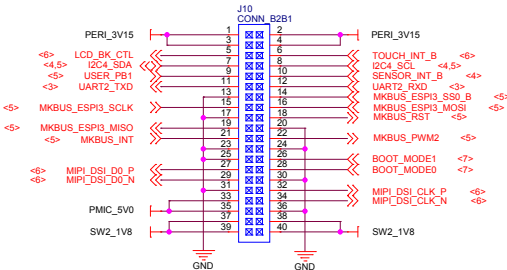 J10
CONN_B2B1
PERI_3V15 1 2 PERI_3V15
3 4
<6> LCD_BK_CTL 5 6 TOUCH_INT_B <6>
<4,5> I2C4_SDA 7 8 I2C4_SCL <4,5>
<5> USER_PB1 9 10 SENSOR_INT_B <4>
<3> UART2_TXD 11 12 UART2_RXD <3>
13 14 MKBUS_ESPI3_SS0_B <5>
<5> MKBUS_ESPI3_SCLK 15 16 MKBUS_ESPI3_MOSI <5>
17 18 MKBUS_RST <5>
<5> MKBUS_ESPI3_MISO 19 20
<5> MKBUS_INT 21 22 MKBUS_PWM2 <5>
23 24
25 26 BOOT_MODE1 <7>
<6> MIPI_DSI_D0_P 27 28 BOOT_MODE0 <7>
<6> MIPI_DSI_D0_N 29 30
31 32 MIPI_DSI_CLK_P <6>
33 34 MIPI_DSI_CLK_N <6>
PMIC_5V0 35 36
37 38
SW2_1V8 39 40 SW2_1V8
GND GND